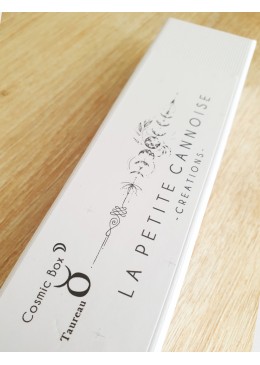 LA PETITE CANNOISE
-CREATIONS-
Cosmic Box
Taureau